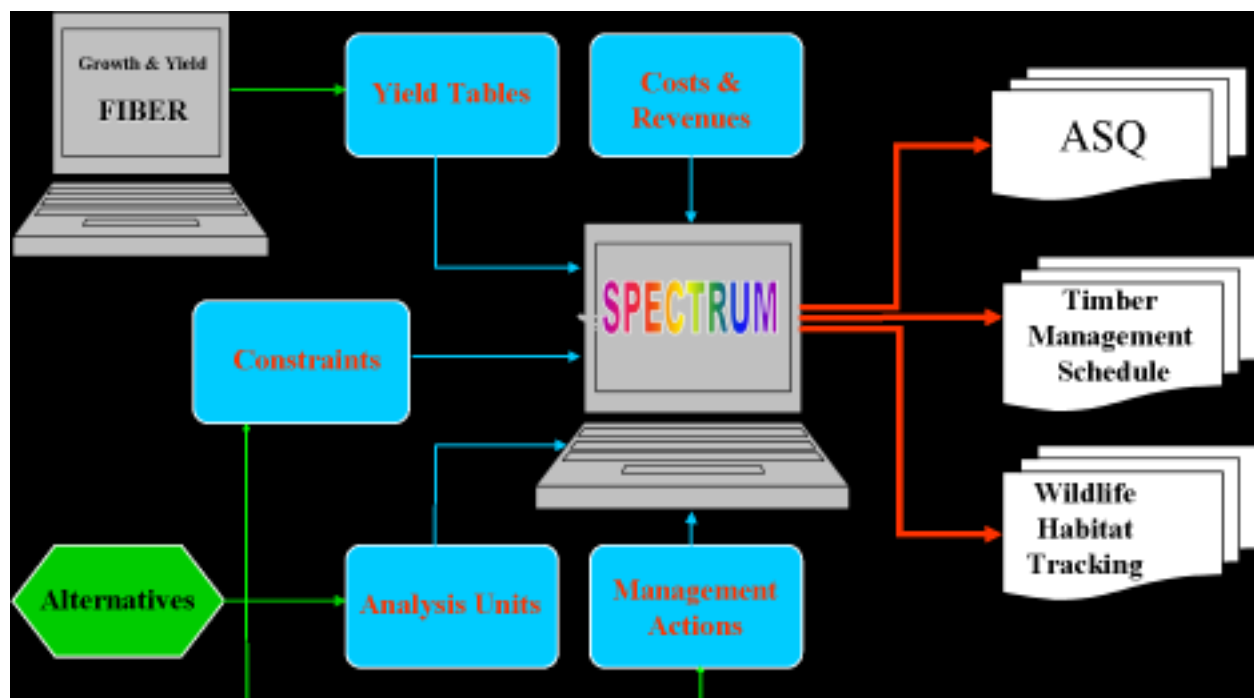 Growth & Yield
FIBER
Yield Tables
Costs &
Revenues
ASQ
SPECTRUM
Timber
Management
Schedule
Constraints
Wildlife
Habitat
Tracking
Alternatives
Analysis Units
Management
Actions